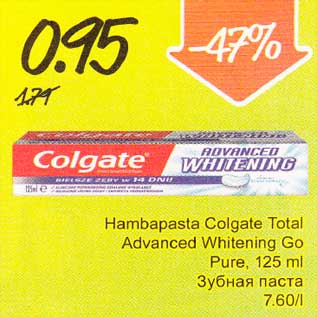 0.95
-47%
1.79
Colgate
ADVANCED
WHITENING
BIELSZE ZĘBY w 14 DNI!
125ml e
Hambapasta Colgate Total
Advanced Whitening Go
Pure, 125 ml
Зубная паста
7.60/l